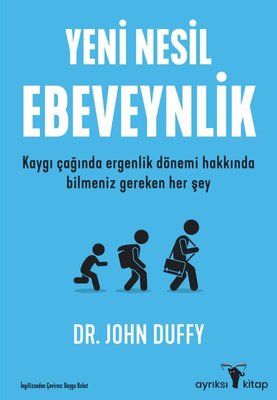 YENİ NESİL
EBEVEYNLİK
Kaygı çağında ergenlik dönemi hakkında
bilmeniz gereken her şey
DR. JOHN DUFFY
İngilizceden Çeviren: Duygu Bolut
ayrıksı kitap